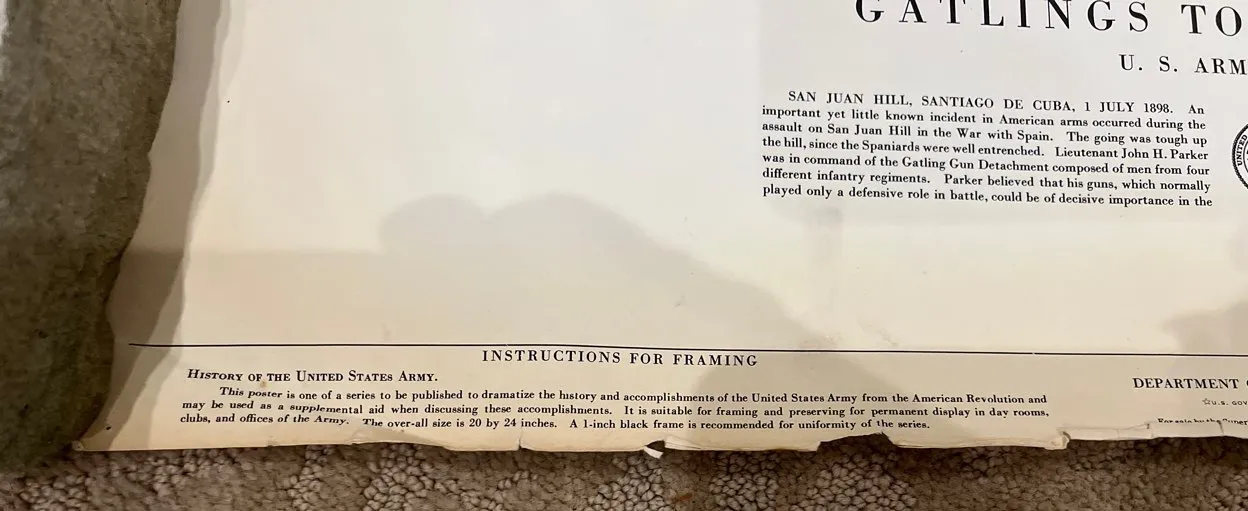 GATLINGS TO
U. S. ARM
SAN JUAN HILL, SANTIAGO DE CUBA, 1 JULY 1898. An
important yet little known incident in American arms occurred during the
assault on San Juan Hill in the War with Spain. The going was tough up
the hill, since the Spaniards were well entrenched. Lieutenant John H. Parker
was in command of the Gatling Gun Detachment composed of men from four
different infantry regiments. Parker believed that his guns, which normally
played only a defensive role in battle, could be of decisive importance in the
UNITED
INSTRUCTIONS FOR FRAMING
HISTORY OF THE UNITED STATES ARMY.
This poster is one of a series to be published to dramatize the history and accomplishments of the United States Army from the American Revolution and
may be used as a supplemental aid when discussing these accomplishments. It is suitable for framing and preserving for permanent display in day rooms,
clubs, and offices of the Army. The over-all size is 20 by 24 inches. A 1-inch black frame is recommended for uniformity of the series.
DEPARTMENT
☆U.S. GOV
For sale by the